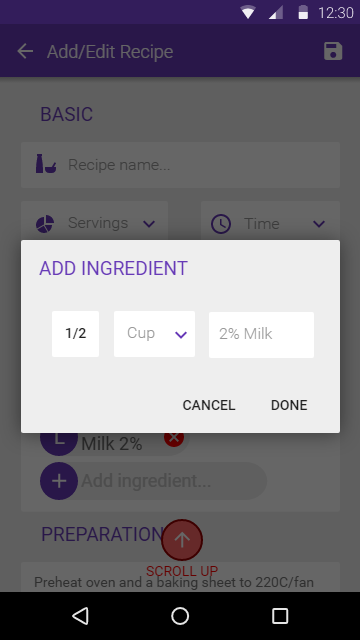 12:30
Add/Edit Recipe
BASIC
Recipe name...
Servings Time
ADD INGREDIENT
1/2 Cup 2% Milk
CANCEL DONE
L Milk 2%
Add ingredient...
PREPARATION
SCROLL UP
Preheat oven and a baking sheet to 220C/fan